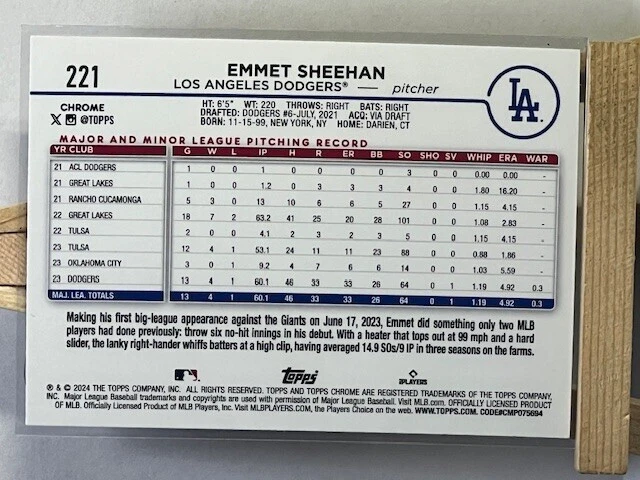 221
EMMET SHEEHAN
LOS ANGELES DODGERS® — pitcher
LA
CHROME
X @TOPPS
HT: 6'5" WT: 220 THROWS: RIGHT BATS: RIGHT
DRAFTED: DODGERS #6-JULY, 2021 ACQ: VIA DRAFT
BORN: 11-15-99, NEW YORK, NY HOME: DARIEN, CT
MAJOR AND MINOR LEAGUE PITCHING RECORD
YR CLUB G W L IP H R ER BB SO SHO SV WHIP ERA WAR
21 ACL DODGERS 1 0 0 1 0 0 0 0 3 0 0 0.00 0.00 -
21 GREAT LAKES 1 0 0 1.2 0 3 3 3 4 0 0 1.80 16.20 -
21 RANCHO CUCAMONGA 5 3 0 13 10 6 6 5 27 0 0 1.15 4.15 -
22 GREAT LAKES 18 7 2 63.2 41 25 20 28 101 0 0 1.08 2.83 -
22 TULSA 2 0 0 4.1 2 3 2 3 5 0 0 1.15 4.15 -
23 TULSA 12 4 1 53.1 24 11 11 23 88 0 0 0.88 1.86 -
23 OKLAHOMA CITY 3 0 1 9.2 4 7 6 6 14 0 0 1.03 5.59 -
23 DODGERS 13 4 1 60.1 46 33 33 26 64 0 1 1.19 4.92 0.3
MAJ. LEA. TOTALS 13 4 1 60.1 46 33 33 26 64 0 1 1.19 4.92 0.3
Making his first big-league appearance against the Giants on June 17, 2023, Emmet did something only two MLB
players had done previously: throw six no-hit innings in his debut. With a heater that tops out at 99 mph and a hard
slider, the lanky right-hander whiffs batters at a high clip, having averaged 14.9 SOs/9 IP in three seasons on the farms.
Topps
PLAYERS
® & © 2024 THE TOPPS COMPANY, INC. ALL RIGHTS RESERVED. TOPPS AND TOPPS CHROME ARE REGISTERED TRADEMARKS OF THE TOPPS COMPANY,
INC. Major League Baseball trademarks and copyrights are used with permission of Major League Baseball. Visit MLB.com. OFFICIALLY LICENSED PRODUCT
OF MLB. Officially Licensed Product of MLB Players, Inc. Visit MLBPLAYERS.com, the Players Choice on the web. WWW.TOPPS.COM. CODE#CMP075694